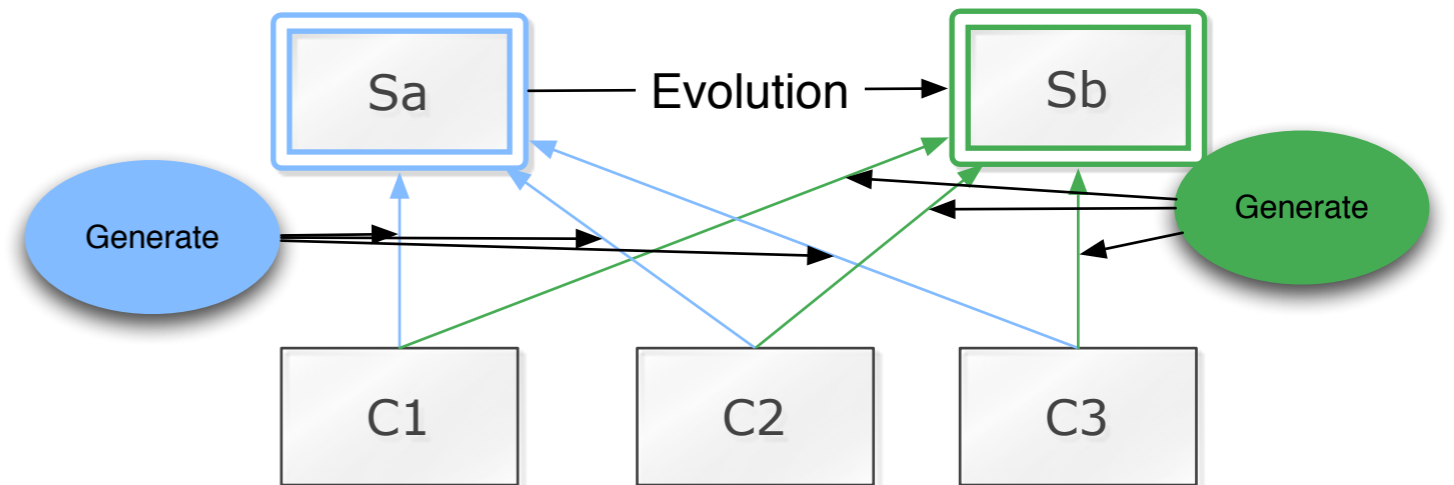 Sa
Evolution
Sb
Generate
Generate
C1
C2
C3